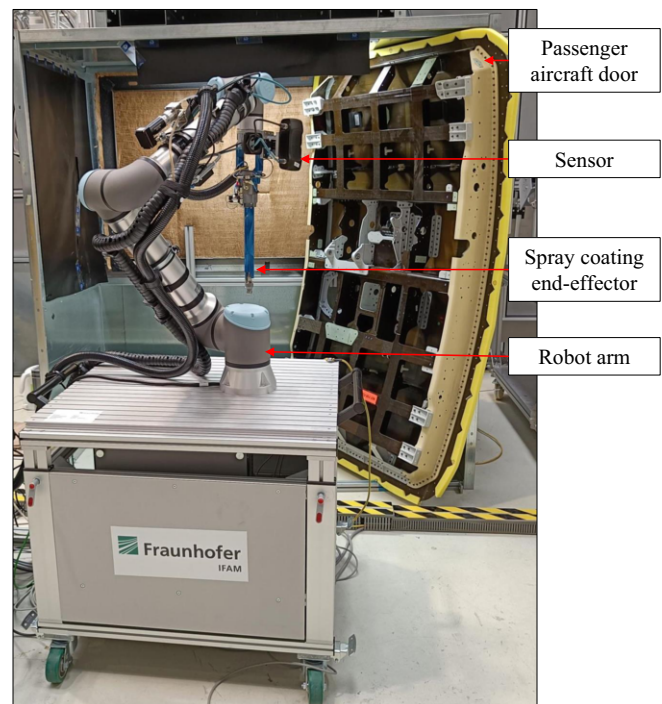 Passenger
aircraft door
Sensor
Spray coating
end-effector
Robot arm
Fraunhofer
IFAM